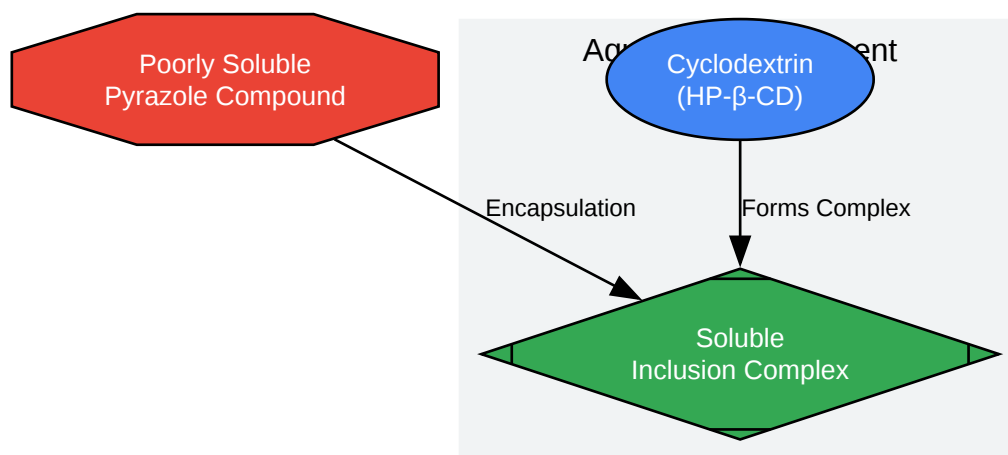 Poorly Soluble
Pyrazole Compound
Cyclodextrin
(HP-β-CD)
Encapsulation
Forms Complex
Soluble
Inclusion Complex